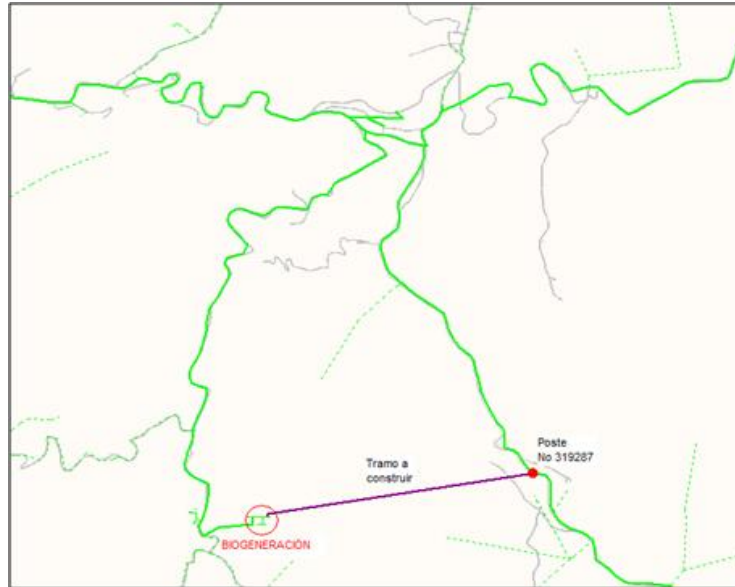 Poste
No 319287
Tramo a
construir
BIOGENERACIÓN